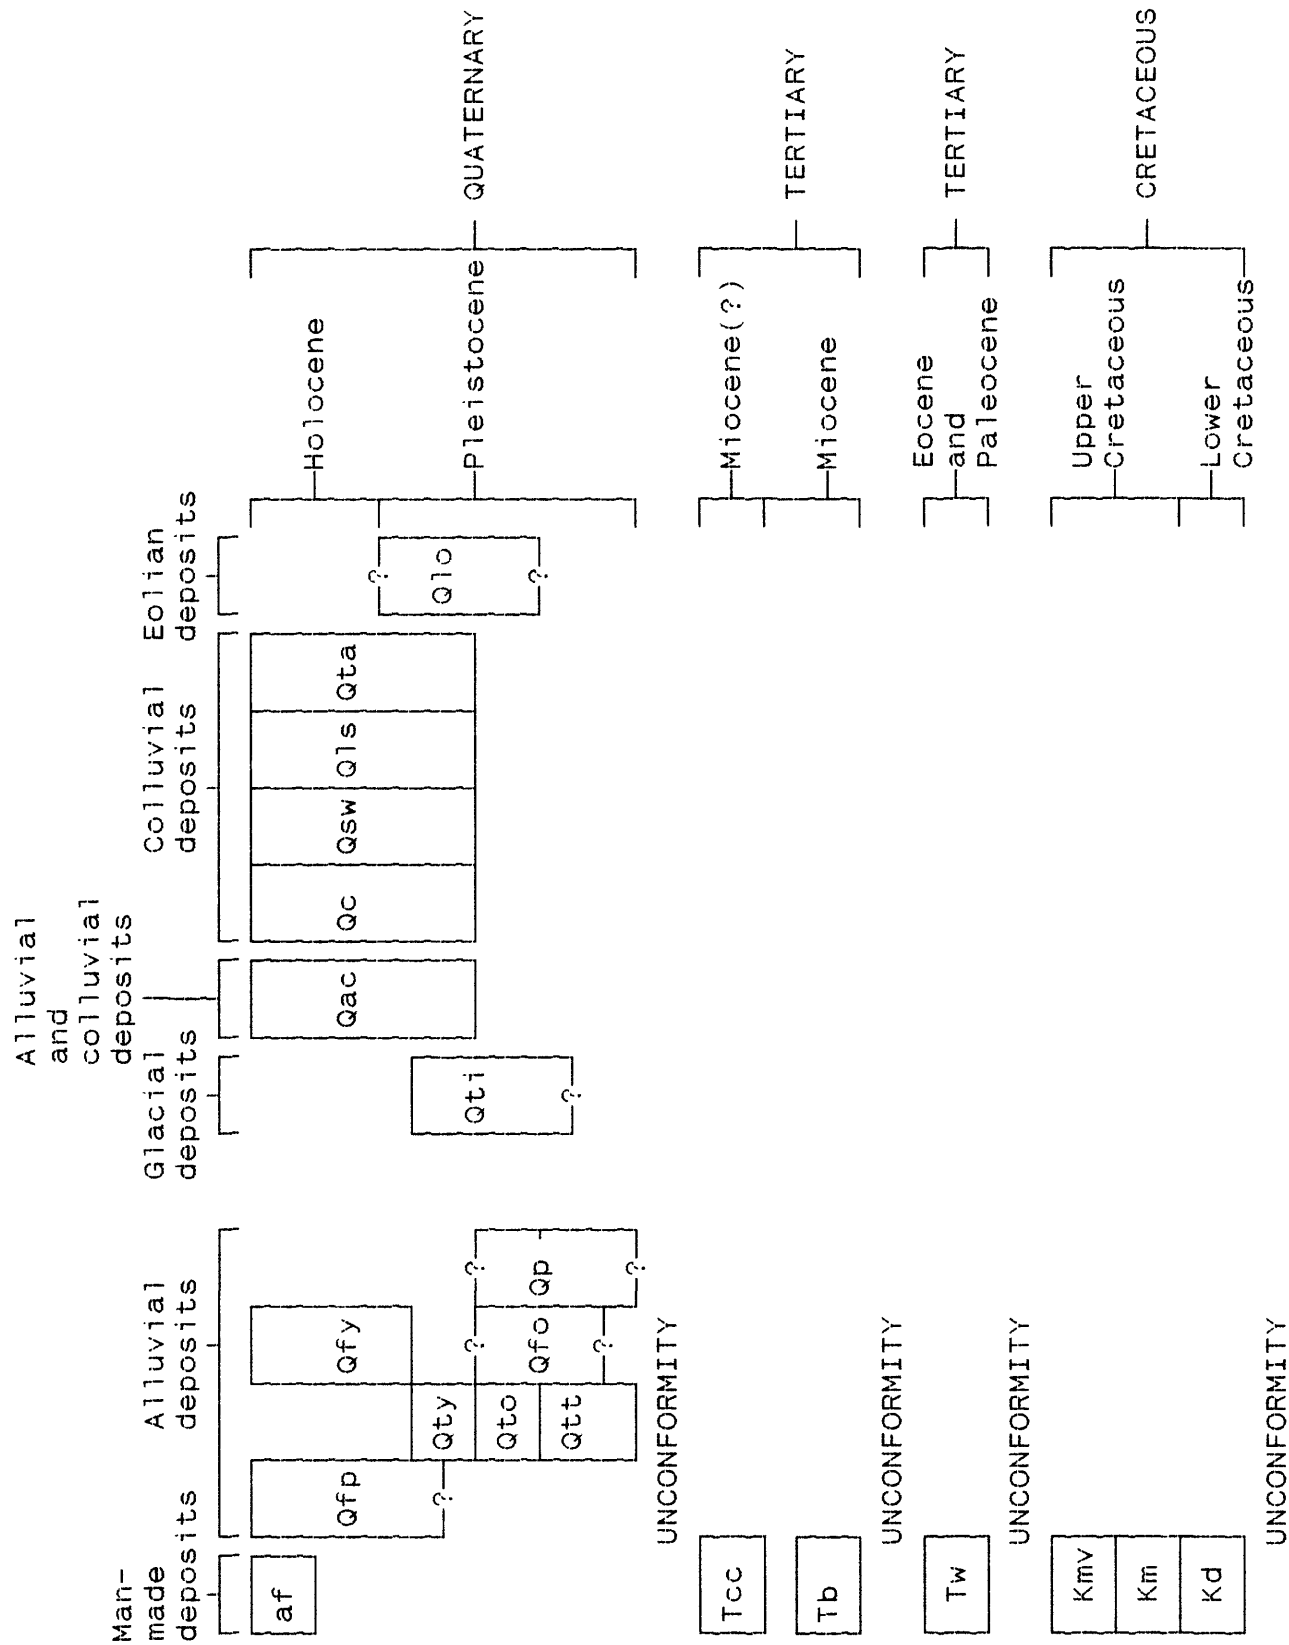 Man-
made
deposits
Alluvial
deposits
Glacial
deposits
Alluvial
and
colluvial
deposits
Colluvial
deposits
Eolian
deposits
af
Qfp
?
Qty
Qto
Qtt
Qfy
?
Qfo
?
?
Qp
?
Qti
?
Qac
Qc
Qsw
Qls
Qta
?
Qlo
?
Holocene
Pleistocene
QUATERNARY
UNCONFORMITY
Tcc
Miocene(?)
Tb
Miocene
TERTIARY
UNCONFORMITY
Tw
Eocene
and
Paleocene
TERTIARY
UNCONFORMITY
Kmv
Km
Kd
Upper
Cretaceous
Lower
Cretaceous
CRETACEOUS
UNCONFORMITY